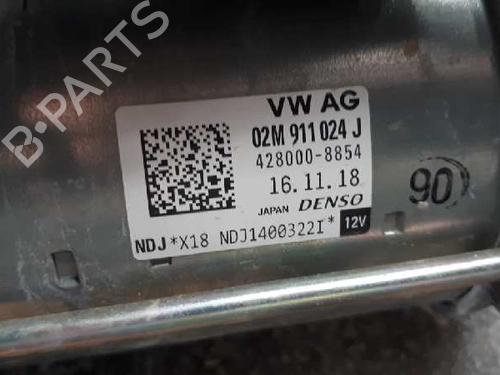 VW AG
02M 911 024 J
428000-8854
16.11.18
JAPAN DENSO
NDJ*X18 NDJ1400322I* 12V
90
B-PARTS